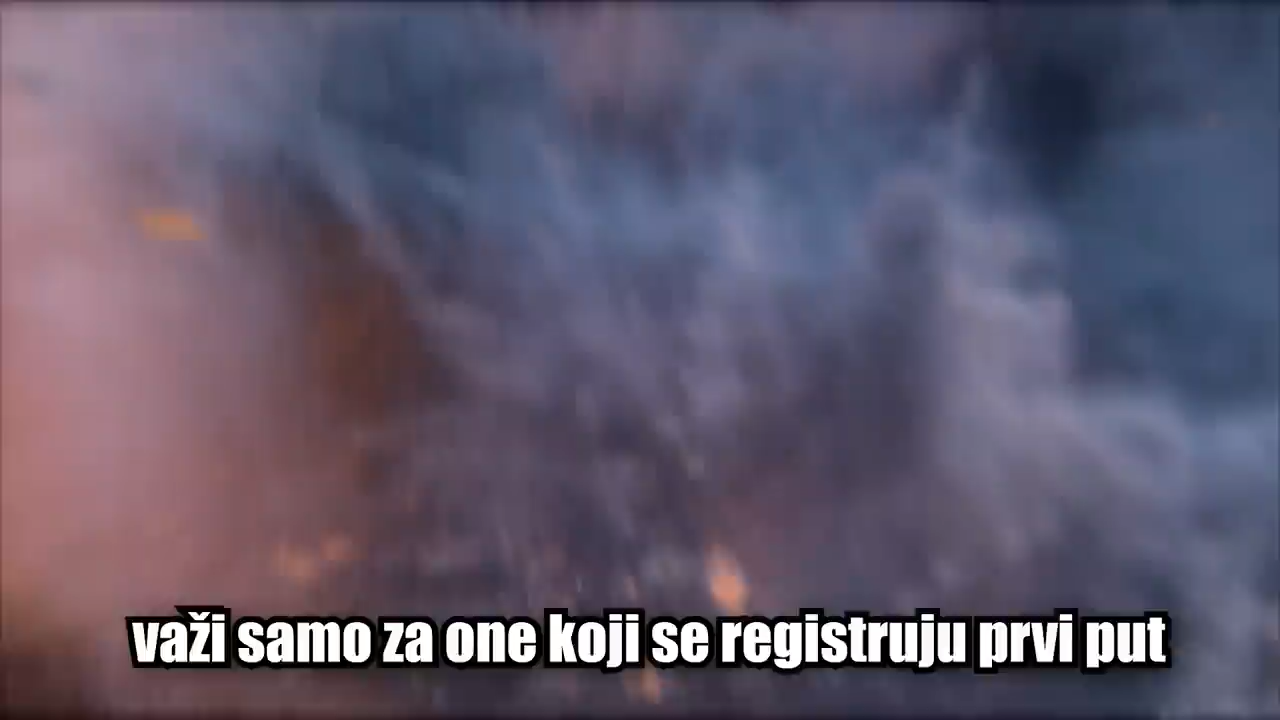 važi samo za one koji se registruju prvi put